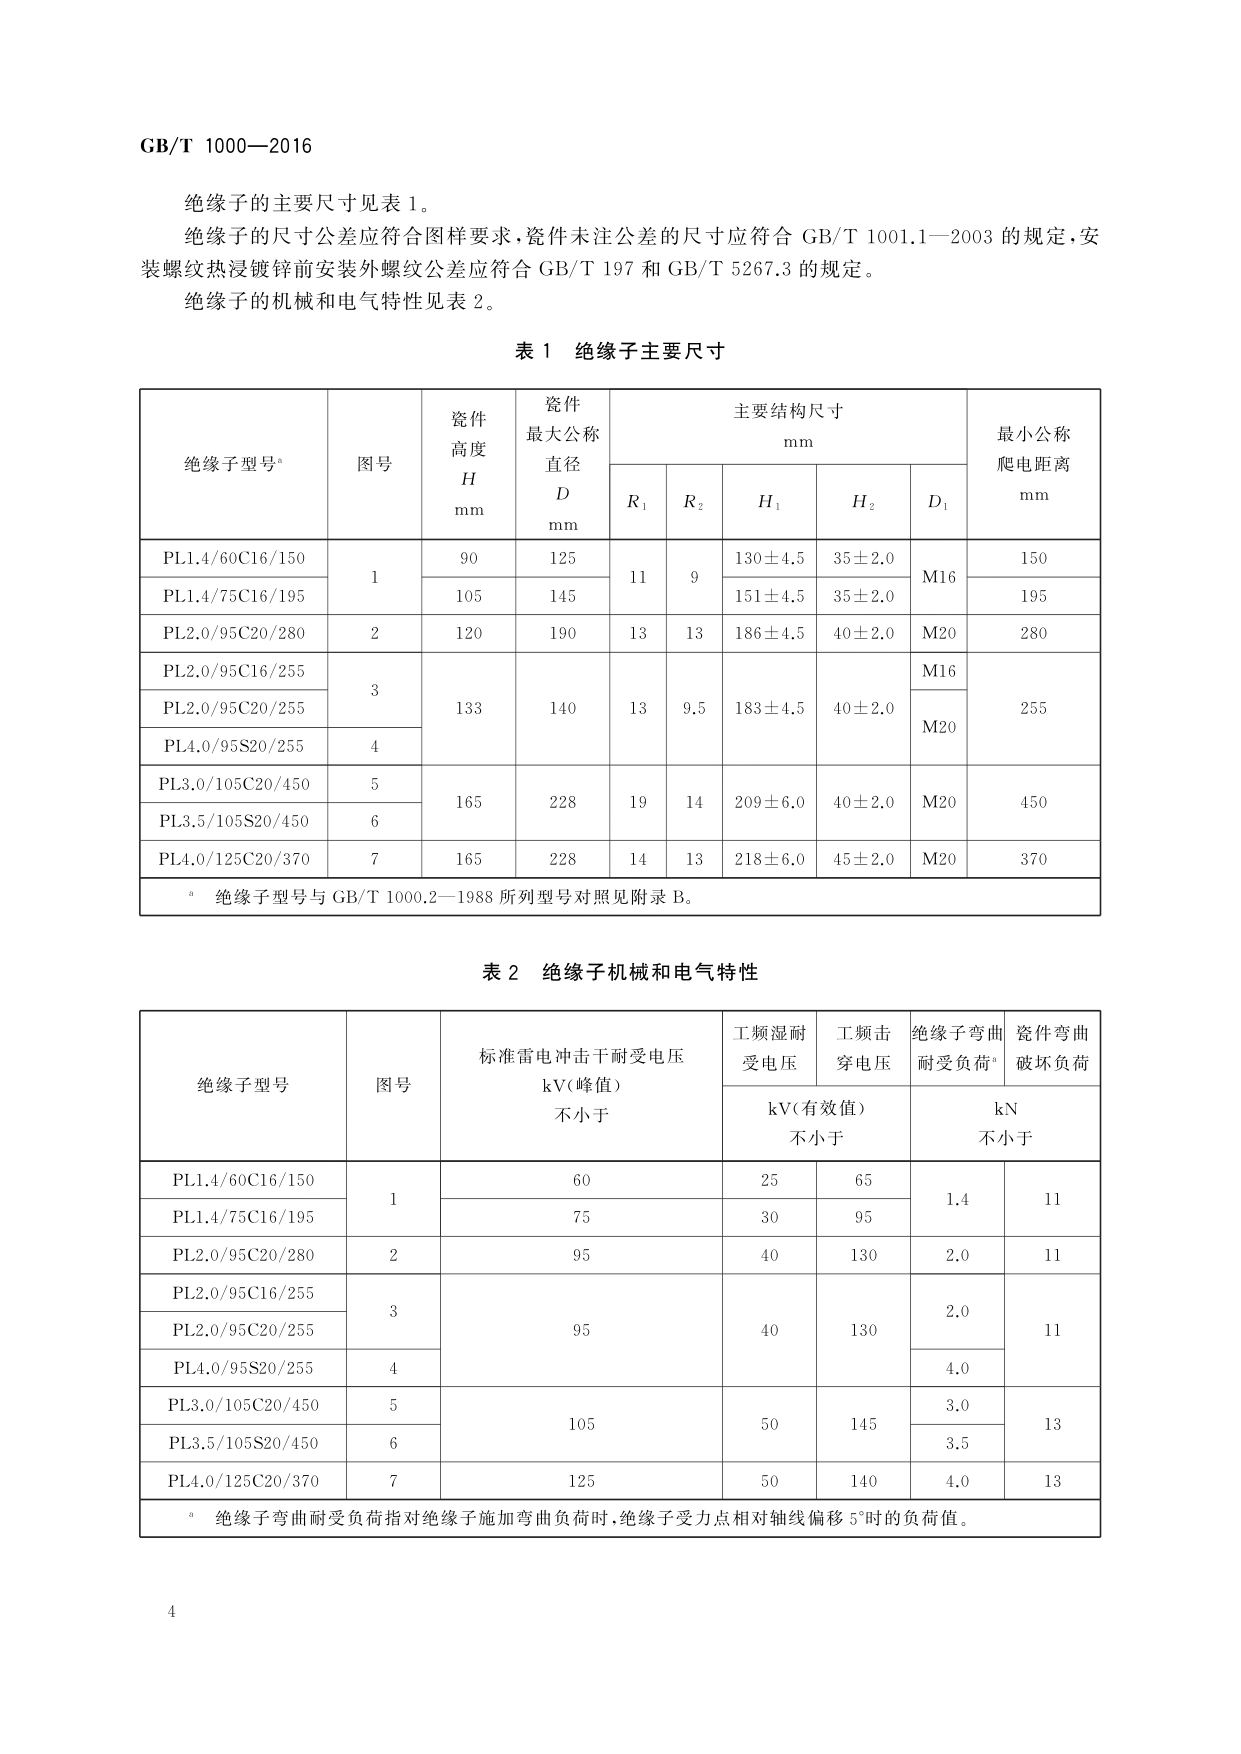 GB/T 1000—2016
绝缘子的主要尺寸见表 1。
绝缘子的尺寸公差应符合图样要求,瓷件未注公差的尺寸应符合 GB/T 1001.1—2003 的规定,安
装螺纹热浸镀锌前安装外螺纹公差应符合 GB/T 197 和 GB/T 5267.3 的规定。
绝缘子的机械和电气特性见表 2。
表 1 绝缘子主要尺寸
绝缘子型号ᵃ 图号 瓷件高度 H mm 瓷件最大公称直径 D mm 主要结构尺寸 mm 最小公称爬电距离 mm
R₁ R₂ H₁ H₂ D₁
PL1.4/60C16/150 1 90 125 11 9 130±4.5 35±2.0 M16 150
PL1.4/75C16/195 105 145 151±4.5 35±2.0 195
PL2.0/95C20/280 2 120 190 13 13 186±4.5 40±2.0 M20 280
PL2.0/95C16/255 3 M16
PL2.0/95C20/255 133 140 13 9.5 183±4.5 40±2.0 M20 255
PL4.0/95S20/255 4
PL3.0/105C20/450 5 165 228 19 14 209±6.0 40±2.0 M20 450
PL3.5/105S20/450 6
PL4.0/125C20/370 7 165 228 14 13 218±6.0 45±2.0 M20 370
ᵃ 绝缘子型号与 GB/T 1000.2—1988 所列型号对照见附录 B。
表 2 绝缘子机械和电气特性
绝缘子型号 图号 标准雷电冲击干耐受电压 kV(峰值) 不小于 工频湿耐受电压 工频击穿电压 绝缘子弯曲耐受负荷ᵃ 瓷件弯曲破坏负荷
kV(有效值) 不小于 kN 不小于
PL1.4/60C16/150 1 60 25 65 1.4 11
PL1.4/75C16/195 75 30 95
PL2.0/95C20/280 2 95 40 130 2.0 11
PL2.0/95C16/255 3 2.0
PL2.0/95C20/255 95 40 130 11
PL4.0/95S20/255 4 4.0
PL3.0/105C20/450 5 105 50 145 3.0 13
PL3.5/105S20/450 6 3.5
PL4.0/125C20/370 7 125 50 140 4.0 13
ᵃ 绝缘子弯曲耐受负荷指对绝缘子施加弯曲负荷时,绝缘子受力点相对轴线偏移 5°时的负荷值。
4